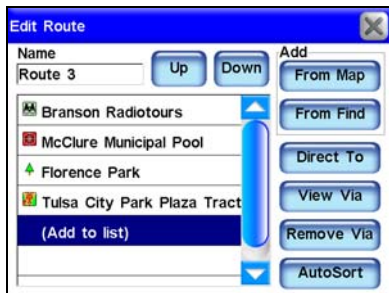 Edit Route
Name
Route 3
Up
Down
Add
From Map
From Find
Branson Radiotours
McClure Municipal Pool
Florence Park
Tulsa City Park Plaza Tract
(Add to list)
Direct To
View Via
Remove Via
AutoSort